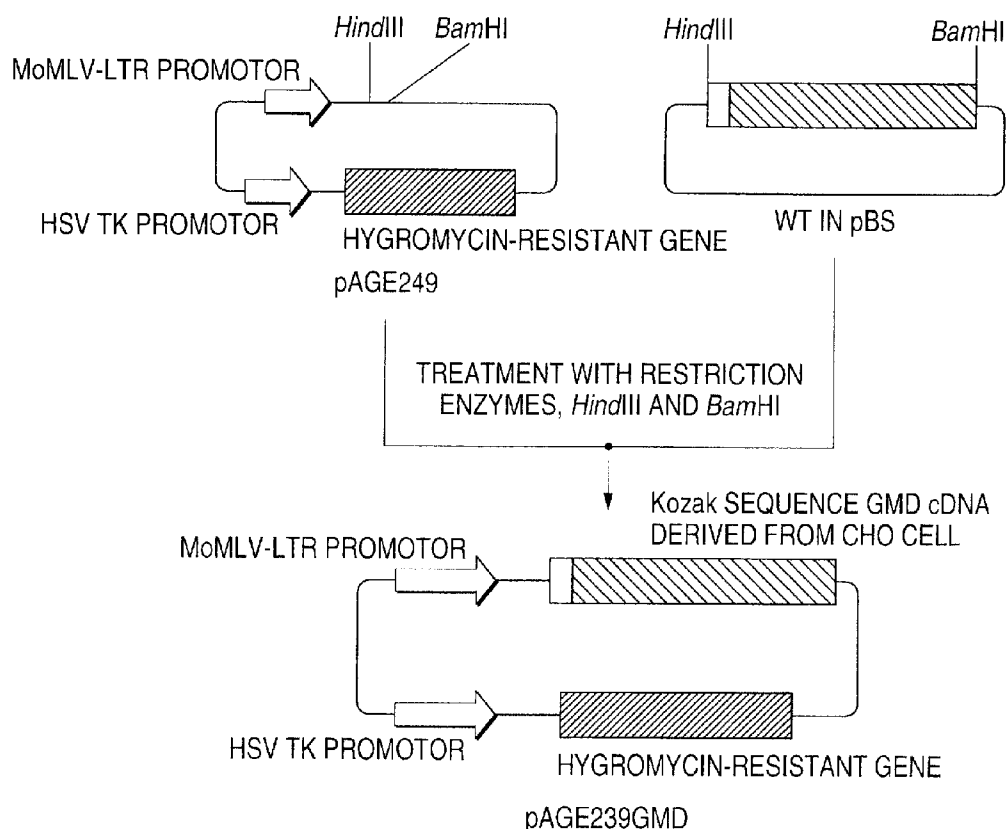 HindIII BamHI
MoMLV-LTR PROMOTOR
HSV TK PROMOTOR
HYGROMYCIN-RESISTANT GENE
pAGE249
HindIII BamHI
WT IN pBS
TREATMENT WITH RESTRICTION
ENZYMES, HindIII AND BamHI
Kozak SEQUENCE GMD cDNA
DERIVED FROM CHO CELL
MoMLV-LTR PROMOTOR
HSV TK PROMOTOR
HYGROMYCIN-RESISTANT GENE
pAGE239GMD